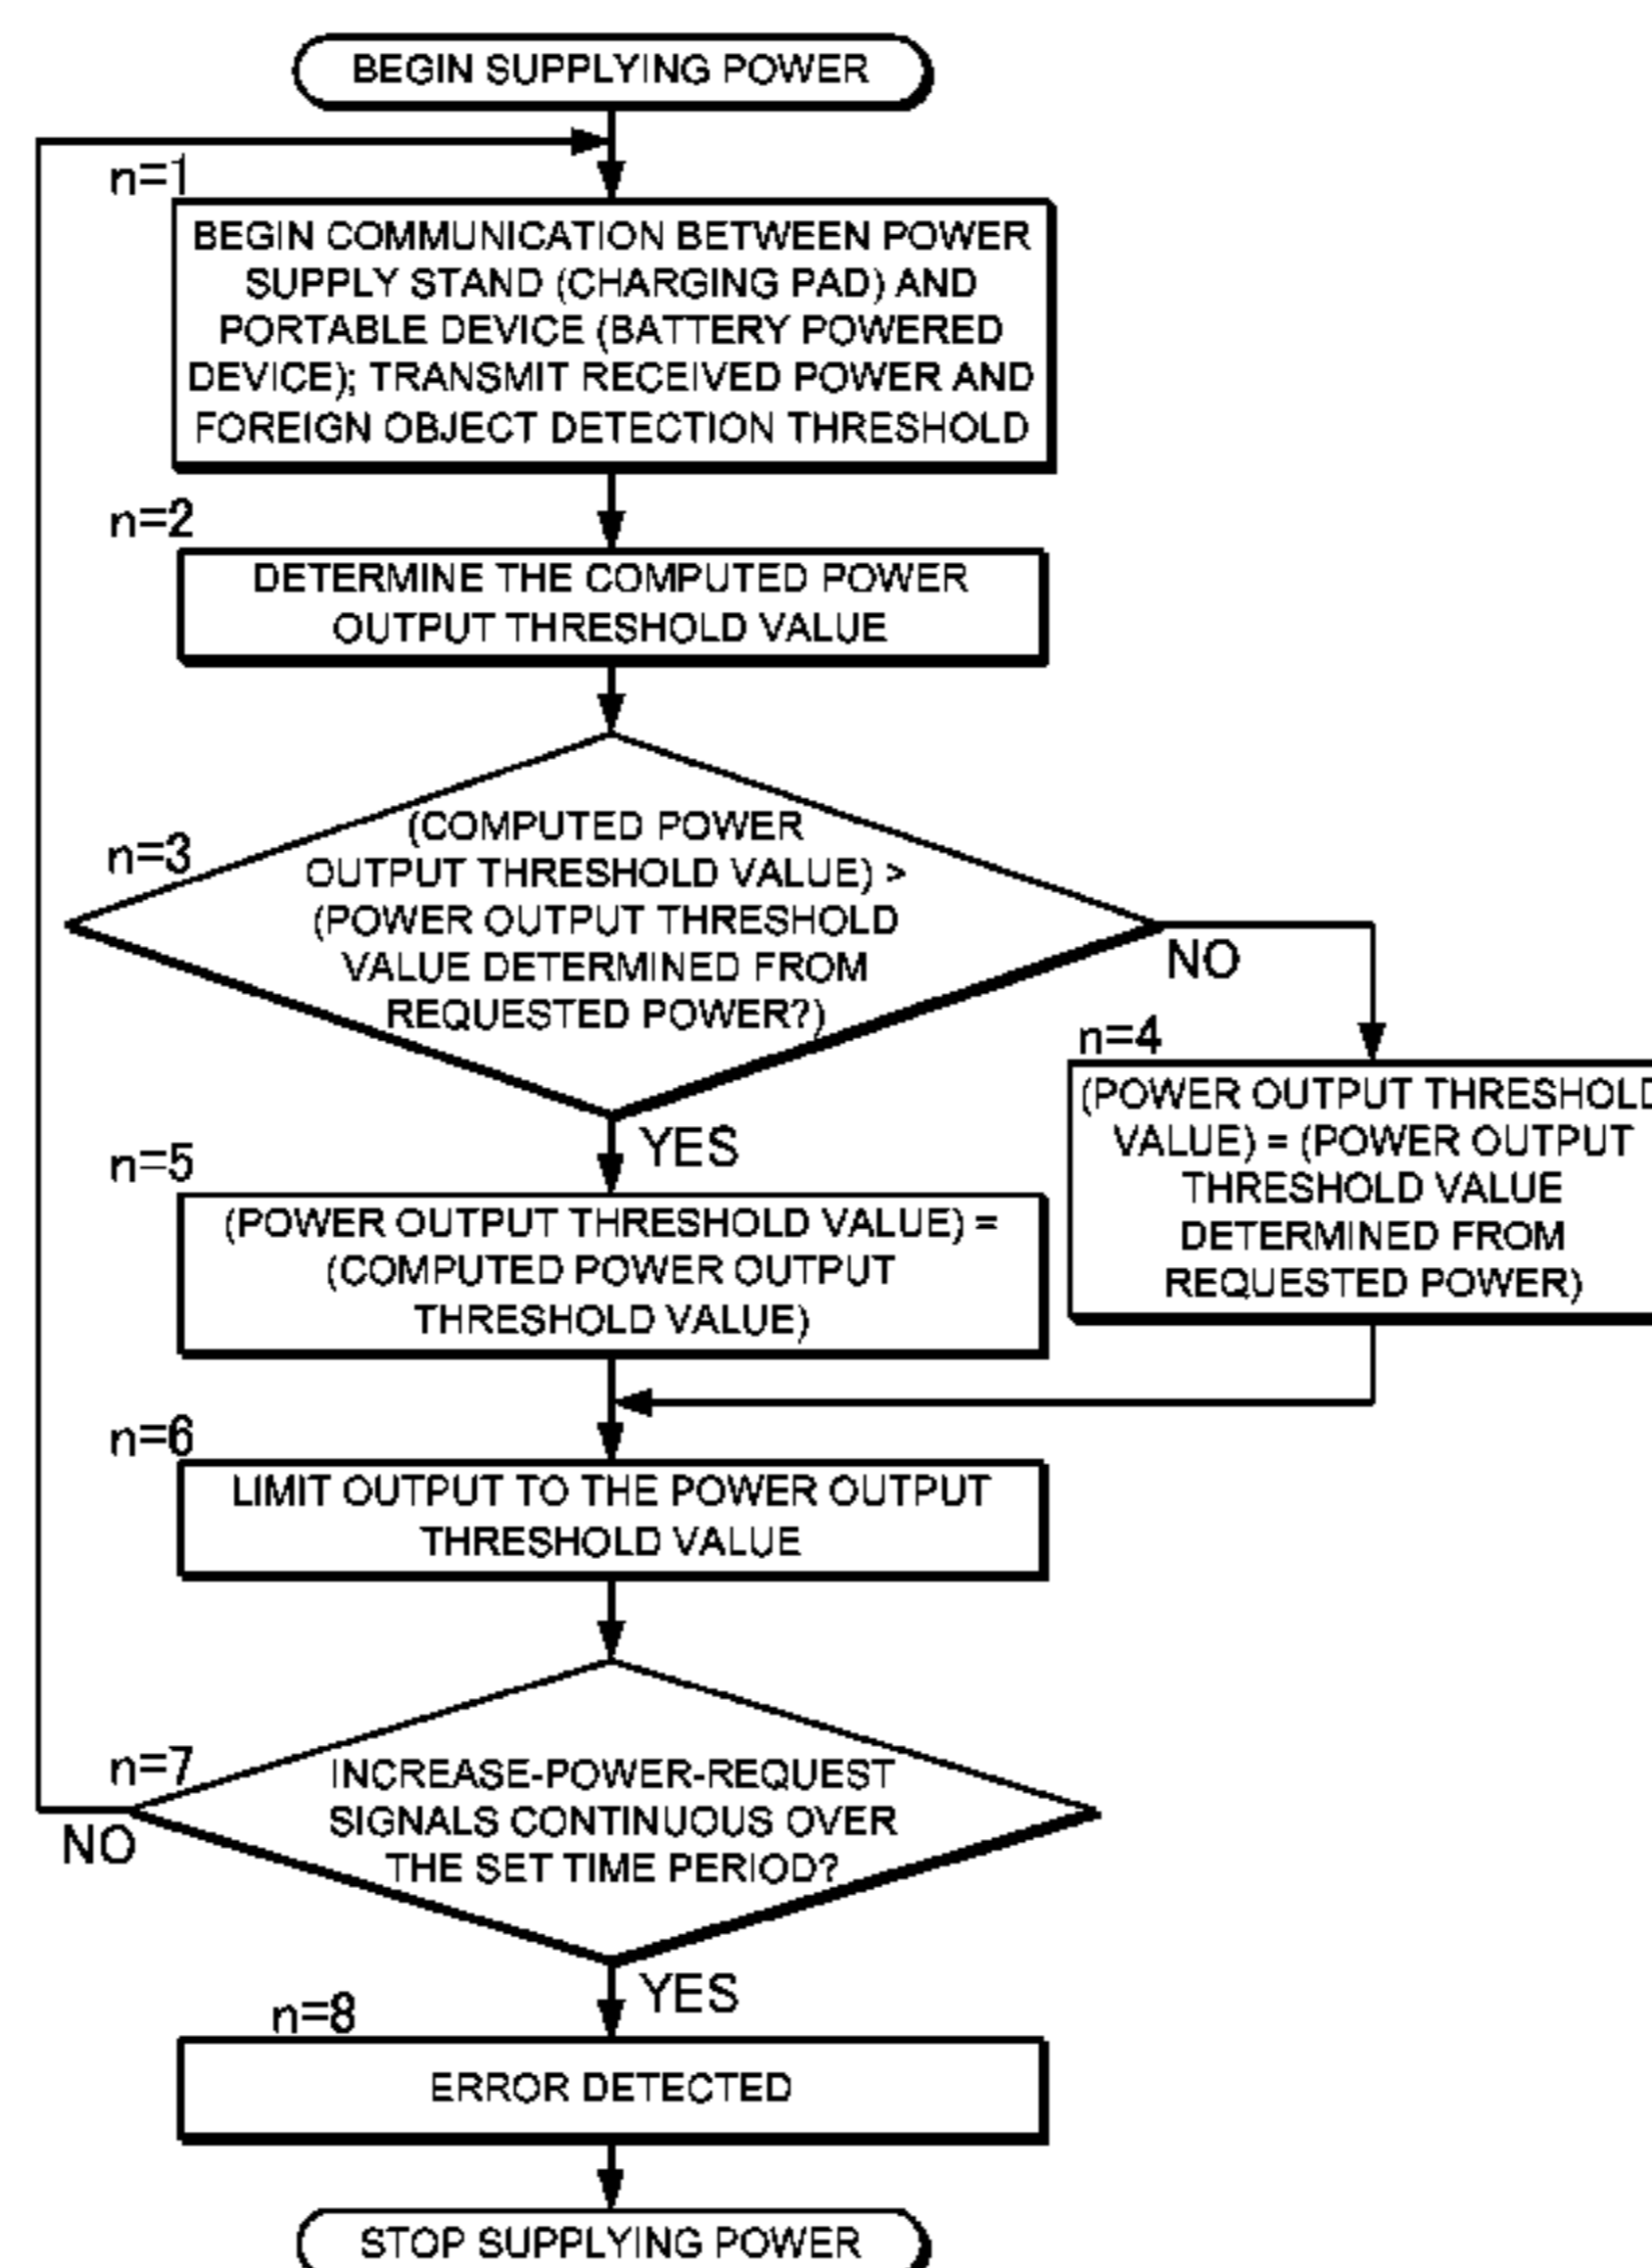 BEGIN SUPPLYING POWER
n=1
BEGIN COMMUNICATION BETWEEN POWER
SUPPLY STAND (CHARGING PAD) AND
PORTABLE DEVICE (BATTERY POWERED
DEVICE); TRANSMIT RECEIVED POWER AND
FOREIGN OBJECT DETECTION THRESHOLD
n=2
DETERMINE THE COMPUTED POWER
OUTPUT THRESHOLD VALUE
n=3
(COMPUTED POWER
OUTPUT THRESHOLD VALUE) >
(POWER OUTPUT THRESHOLD
VALUE DETERMINED FROM
REQUESTED POWER?)
NO
n=4
(POWER OUTPUT THRESHOLD
VALUE) = (POWER OUTPUT
THRESHOLD VALUE
DETERMINED FROM
REQUESTED POWER)
YES
n=5
(POWER OUTPUT THRESHOLD VALUE) =
(COMPUTED POWER OUTPUT
THRESHOLD VALUE)
n=6
LIMIT OUTPUT TO THE POWER OUTPUT
THRESHOLD VALUE
n=7
INCREASE-POWER-REQUEST
SIGNALS CONTINUOUS OVER
THE SET TIME PERIOD?
NO
YES
n=8
ERROR DETECTED
STOP SUPPLYING POWER